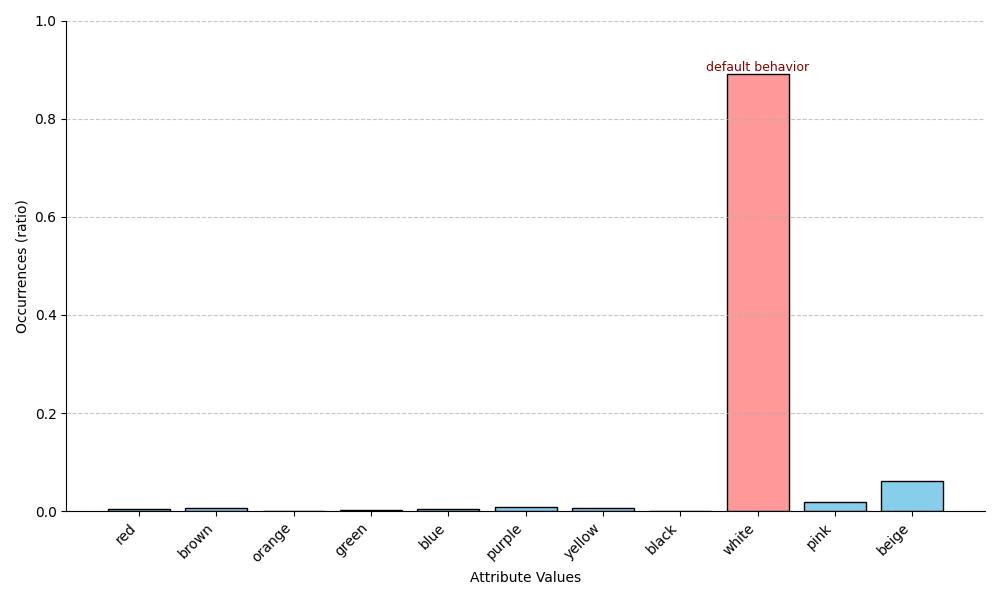 1.0
default behavior
0.8
0.6
0.4
0.2
0.0
Occurrences (ratio)
red
brown
orange
green
blue
purple
yellow
black
white
pink
beige
Attribute Values